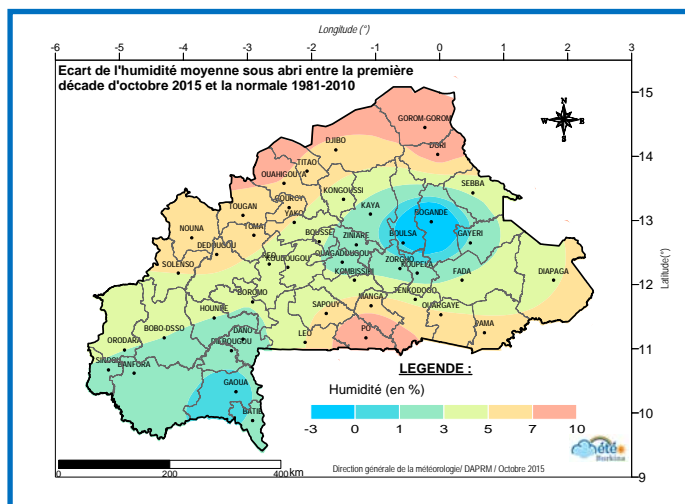 Longitude (°)
-6 -5 -4 -3 -2 -1 0 1 2 3
Ecart de l'humidité moyenne sous abri entre la première
décade d'octobre 2015 et la normale 1981-2010
15
N
W E
S
GOROM-GOROM
DJIBO
DORI
14
TITAO
OUAHIGOUYA
SEBBA
KONGOUSSI
GOURCY
KAYA
TOUGAN
YAKO
BOGANDE
13
TOMA
NOUNA
BOUSSE
ZINIARE
BOULSA
GAYERI
DEDOUGOU
OUAGADOUGOU
REO
KOUDOUGOU
ZORGHO
KOUPELA
SOLENSO
KOMBISSIRI
FADA
DIAPAGA
12
Latitude(°)
TENKODOGO
BOROMO
MANGA
HOUNDE
SAPOUY
OUARGAYE
PAMA
BOBO-DSSO
DANO
PO
ORODARA
DIEBOUGOU
LEO
11
SINDOU
BANFORA
LEGENDE :
GAOUA
Humidité (en %)
BATIE
10
-3 0 1 3 5 7 10
été
Burkina
0 200 400
km
Direction générale de la météorologie/ DAPRM / Octobre 2015
9